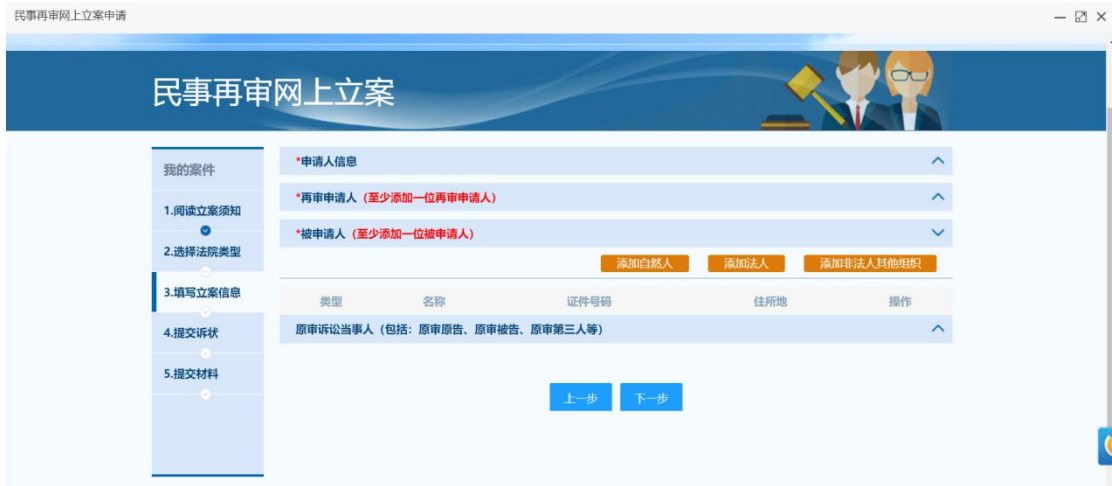 民事再审网上立案申请
民事再审网上立案
我的案件
1.阅读立案须知
2.选择法院类型
3.填写立案信息
4.提交诉状
5.提交材料
*申请人信息
*再审申请人（至少添加一位再审申请人）
*被申请人（至少添加一位被申请人）
添加自然人 添加法人 添加非法人其他组织
类型 名称 证件号码 住所地 操作
原审诉讼当事人（包括：原审原告、原审被告、原审第三人等）
上一步 下一步